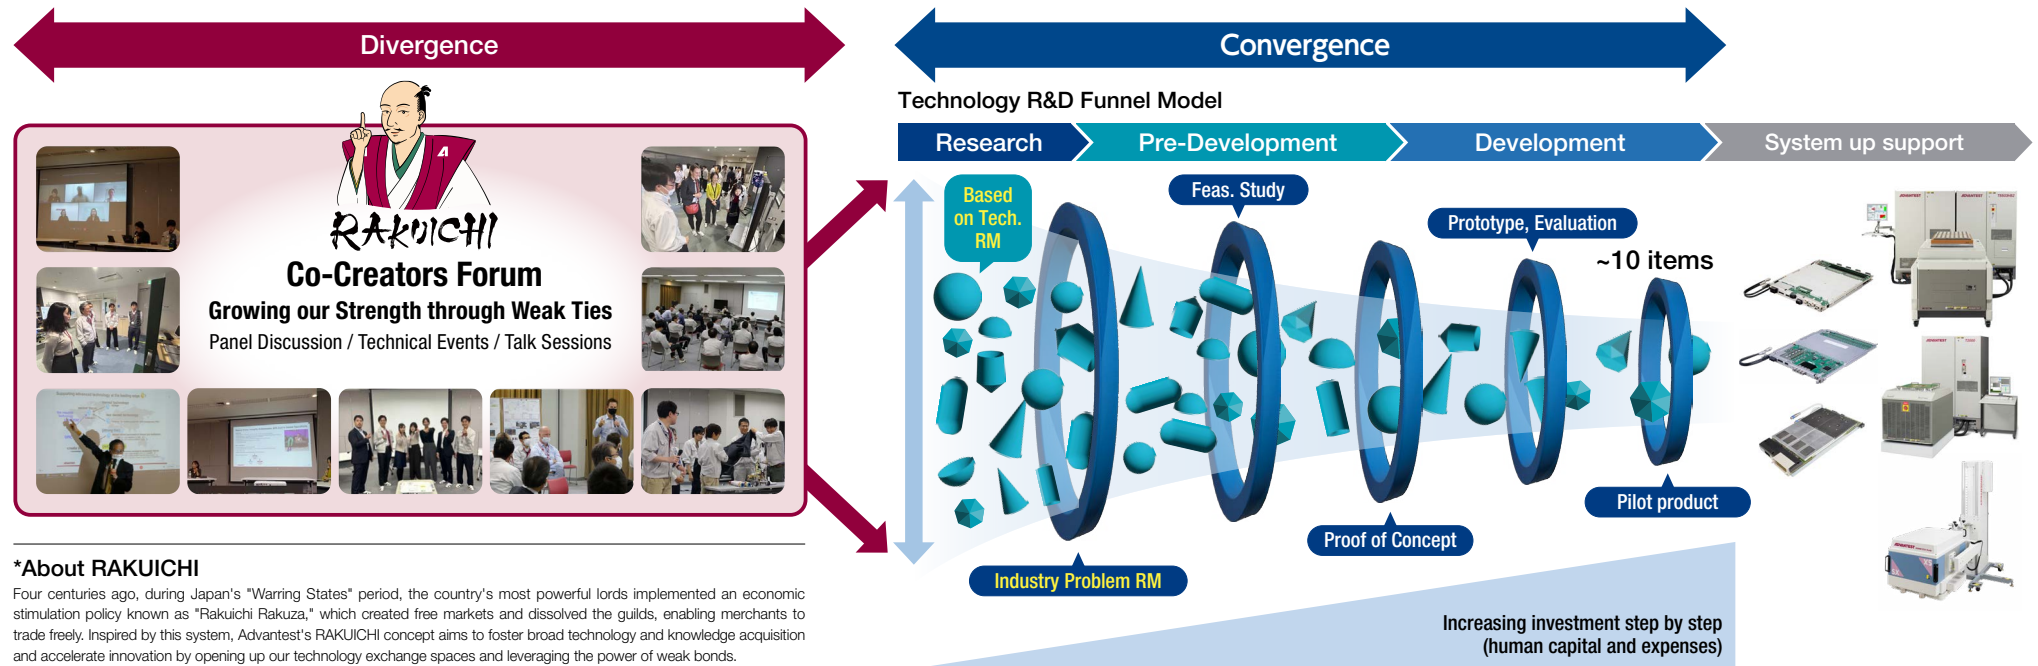 Divergence
Convergence
Technology R&D Funnel Model
Research
Pre-Development
Development
System up support
RAKUICHI
Co-Creators Forum
Growing our Strength through Weak Ties
Panel Discussion / Technical Events / Talk Sessions
Based
on Tech.
RM
Feas. Study
Prototype, Evaluation
~10 items
Pilot product
Proof of Concept
Industry Problem RM
Increasing investment step by step
(human capital and expenses)
ADVANTEST
ADVANTEST
ADVANTEST
ADVANTEST
*About RAKUICHI
Four centuries ago, during Japan's "Warring States" period, the country's most powerful lords implemented an economic
stimulation policy known as "Rakuichi Rakuza," which created free markets and dissolved the guilds, enabling merchants to
trade freely. Inspired by this system, Advantest's RAKUICHI concept aims to foster broad technology and knowledge acquisition
and accelerate innovation by opening up our technology exchange spaces and leveraging the power of weak bonds.